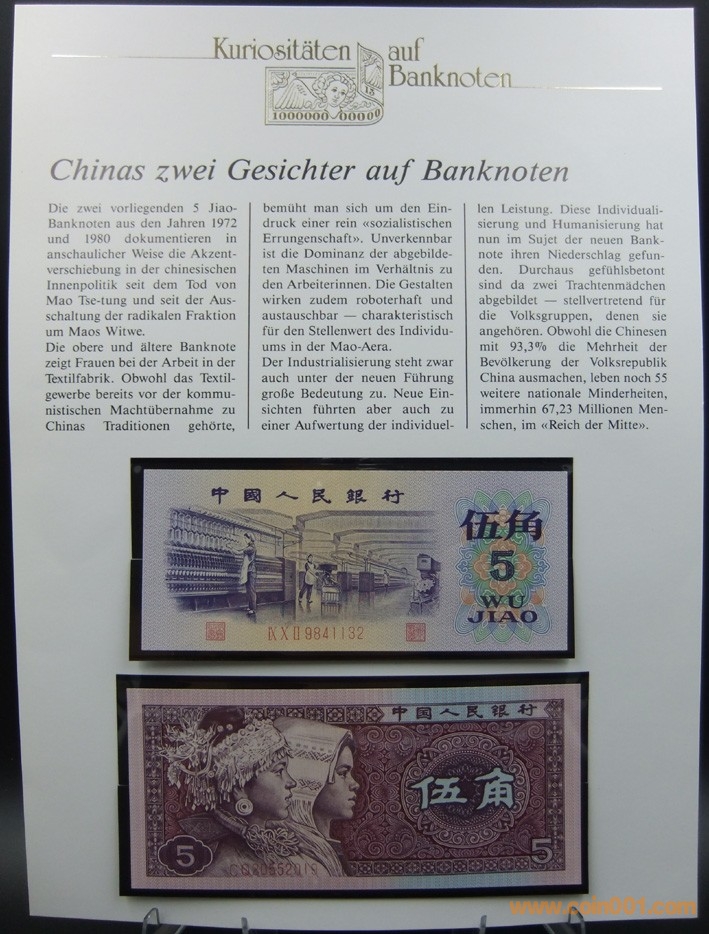 Kuriositäten auf
Banknoten
15
1000000 00000
Chinas zwei Gesichter auf Banknoten
Die zwei vorliegenden 5 Jiao-
Banknoten aus den Jahren 1972
und 1980 dokumentieren in
anschaulicher Weise die Akzent-
verschiebung in der chinesischen
Innenpolitik seit dem Tod von
Mao Tse-tung und seit der Aus-
schaltung der radikalen Fraktion
um Maos Witwe.
Die obere und ältere Banknote
zeigt Frauen bei der Arbeit in der
Textilfabrik. Obwohl das Textil-
gewerbe bereits vor der kommu-
nistischen Machtübernahme zu
Chinas Traditionen gehörte,
bemüht man sich um den Ein-
druck einer rein «sozialistischen
Errungenschaft». Unverkennbar
ist die Dominanz der abgebilde-
ten Maschinen im Verhältnis zu
den Arbeiterinnen. Die Gestalten
wirken zudem roboterhaft und
austauschbar — charakteristisch
für den Stellenwert des Individu-
ums in der Mao-Aera.
Der Industrialisierung steht zwar
auch unter der neuen Führung
große Bedeutung zu. Neue Ein-
sichten führten aber auch zu
einer Aufwertung der individuel-
len Leistung. Diese Individuali-
sierung und Humanisierung hat
nun im Sujet der neuen Bank-
note ihren Niederschlag gefun-
den. Durchaus gefühlsbetont
sind da zwei Trachtenmädchen
abgebildet — stellvertretend für
die Volksgruppen, denen sie
angehören. Obwohl die Chinesen
mit 93,3% die Mehrheit der
Bevölkerung der Volksrepublik
China ausmachen, leben noch 55
weitere nationale Minderheiten,
immerhin 67,23 Millionen Men-
schen, im «Reich der Mitte».
中國人民銀行
伍角
5
WU
JIAO
IX X II 9841132
中国人民银行
伍角
5
5
www.coin001.com